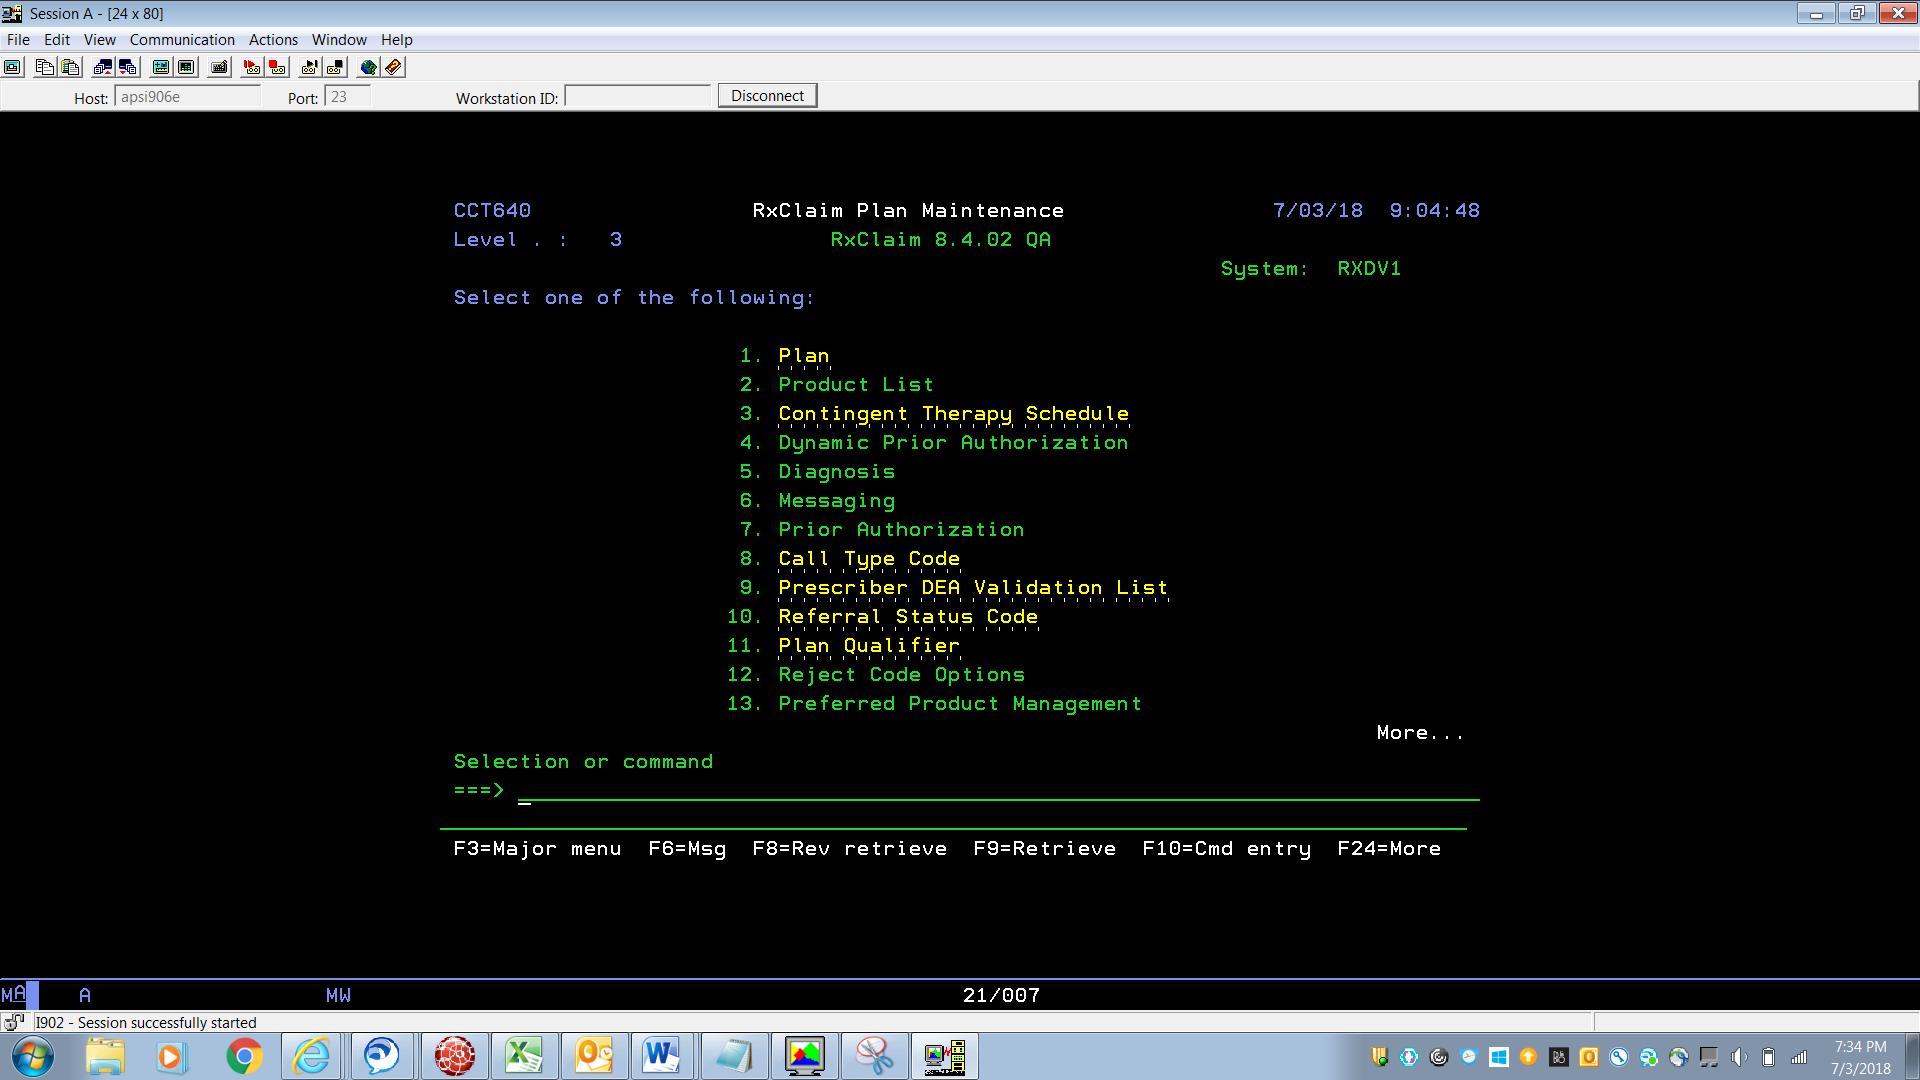 Session A - [24 x 80]
File Edit View Communication Actions Window Help
Host: apsi906e Port: 23 Workstation ID: Disconnect
CCT640 RxClaim Plan Maintenance 7/03/18 9:04:48
Level . : 3 RxClaim 8.4.02 QA
System: RXDV1
Select one of the following:
1. Plan
2. Product List
3. Contingent Therapy Schedule
4. Dynamic Prior Authorization
5. Diagnosis
6. Messaging
7. Prior Authorization
8. Call Type Code
9. Prescriber DEA Validation List
10. Referral Status Code
11. Plan Qualifier
12. Reject Code Options
13. Preferred Product Management
More...
Selection or command
===> _
F3=Major menu F6=Msg F8=Rev retrieve F9=Retrieve F10=Cmd entry F24=More
MA A MW 21/007
I902 - Session successfully started
7:34 PM
7/3/2018